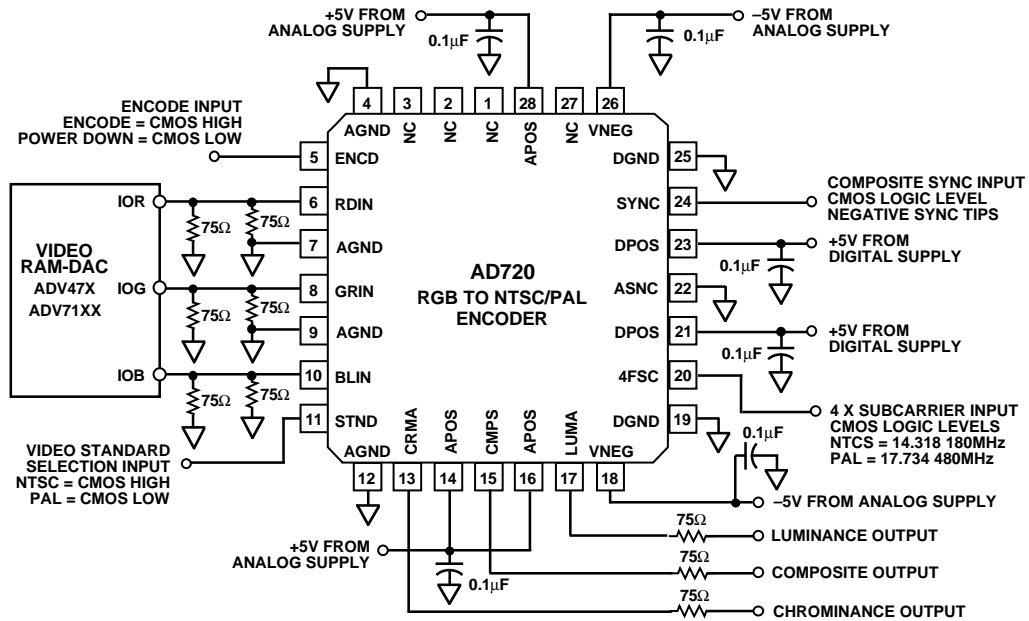 +5V FROM
ANALOG SUPPLY
0.1µF
–5V FROM
ANALOG SUPPLY
0.1µF
4
3
2
1
28
27
26
AGND
NC
NC
NC
APOS
NC
VNEG
ENCODE INPUT
ENCODE = CMOS HIGH
POWER DOWN = CMOS LOW
5
ENCD
DGND
25
IOR
75Ω
75Ω
6
RDIN
SYNC
24
COMPOSITE SYNC INPUT
CMOS LOGIC LEVEL
NEGATIVE SYNC TIPS
VIDEO
RAM-DAC
ADV47X
ADV71XX
7
AGND
DPOS
23
+5V FROM
DIGITAL SUPPLY
0.1µF
AD720
RGB TO NTSC/PAL
ENCODER
IOG
75Ω
75Ω
8
GRIN
ASNC
22
9
AGND
DPOS
21
+5V FROM
DIGITAL SUPPLY
0.1µF
IOB
75Ω
75Ω
10
BLIN
4FSC
20
4 X SUBCARRIER INPUT
CMOS LOGIC LEVELS
NTCS = 14.318 180MHz
PAL = 17.734 480MHz
11
STND
DGND
19
VIDEO STANDARD
SELECTION INPUT
NTSC = CMOS HIGH
PAL = CMOS LOW
AGND
CRMA
APOS
CMPS
APOS
LUMA
VNEG
12
13
14
15
16
17
18
0.1µF
–5V FROM ANALOG SUPPLY
75Ω
LUMINANCE OUTPUT
+5V FROM
ANALOG SUPPLY
0.1µF
75Ω
COMPOSITE OUTPUT
75Ω
CHROMINANCE OUTPUT